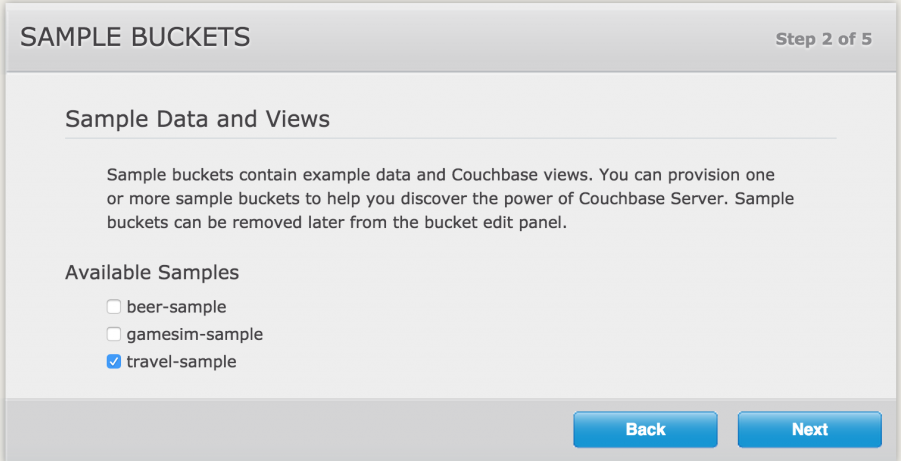 SAMPLE BUCKETS
Step 2 of 5
Sample Data and Views
Sample buckets contain example data and Couchbase views. You can provision one
or more sample buckets to help you discover the power of Couchbase Server. Sample
buckets can be removed later from the bucket edit panel.
Available Samples
beer-sample
gamesim-sample
travel-sample
Back
Next